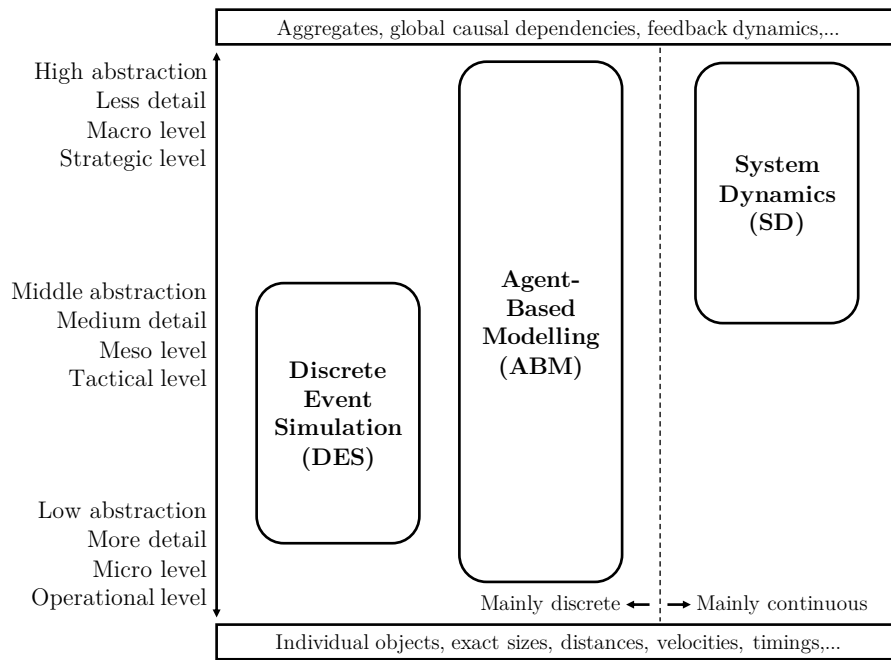 Aggregates, global causal dependencies, feedback dynamics,...
High abstraction
Less detail
Macro level
Strategic level
Middle abstraction
Medium detail
Meso level
Tactical level
Low abstraction
More detail
Micro level
Operational level
Discrete
Event
Simulation
(DES)
Agent-
Based
Modelling
(ABM)
System
Dynamics
(SD)
Mainly discrete
Mainly continuous
Individual objects, exact sizes, distances, velocities, timings,...